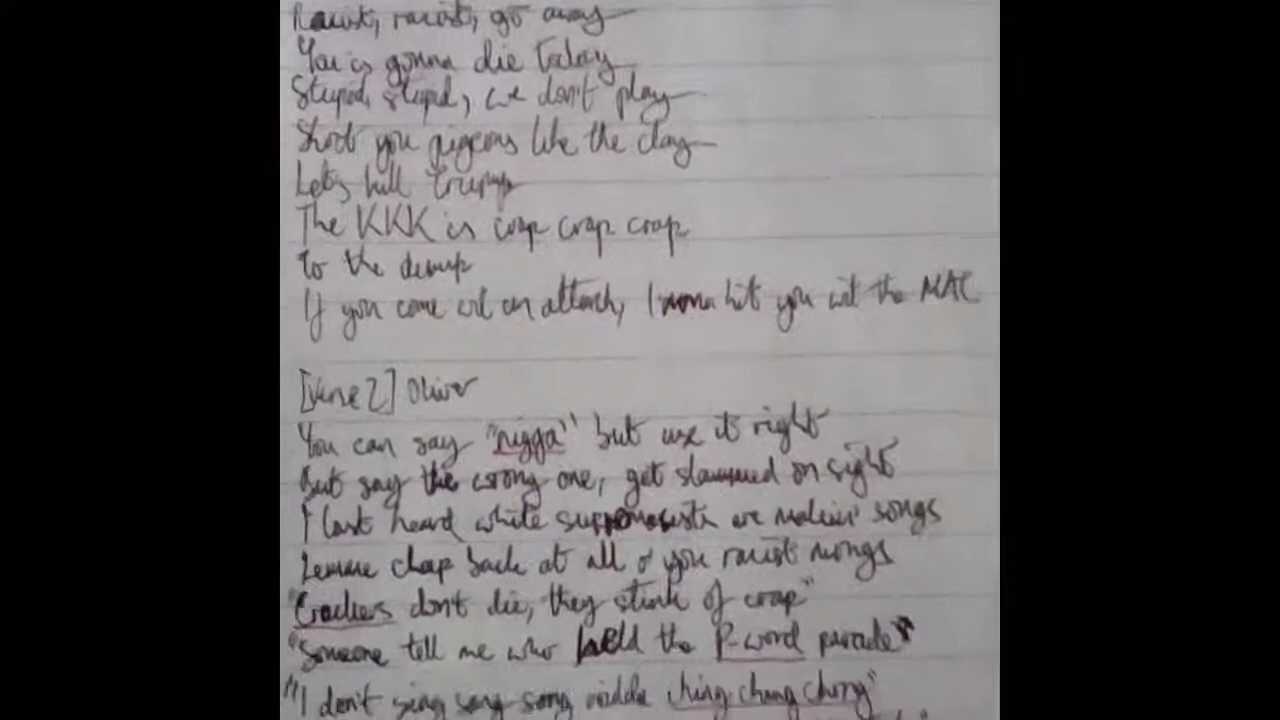 Racist, racist, go away
You is gonna die today
Stupid, stupid, we don't play
Shoot you pigeons like the clay
Let's kill Trump
The KKK is crap crap crap
To the dump
If you come wit an attack, I'mma hit you wit the MAC
[Verse 2] Oliver
You can say "nigga" but use it right
But say the wrong one, get slammed on sight
I last heard white supremacists are makin' songs
Lemme clap back at all o' you racist mongs
"Crackers don't die, they stink of crap"
"Someone tell me who held the P-word parade"
"I don't sing song song ching chang chong"